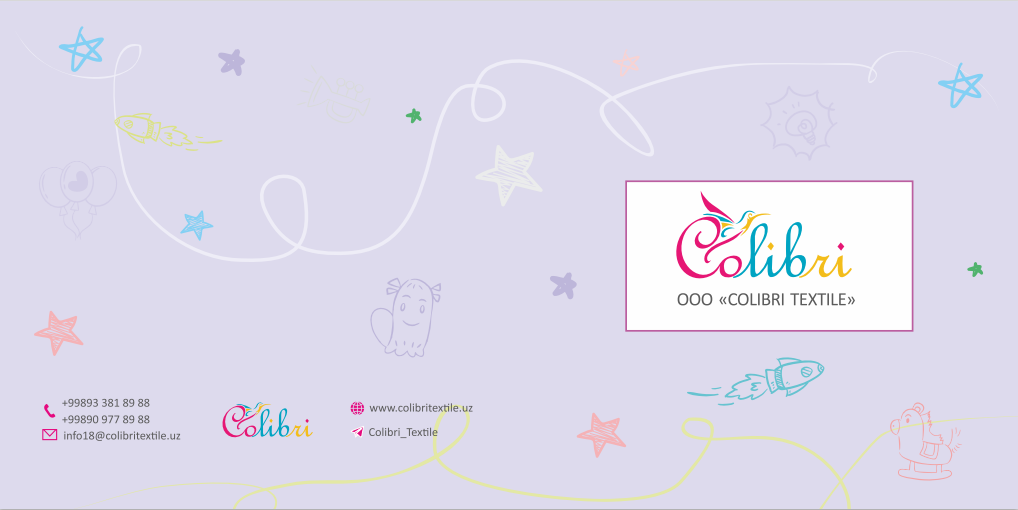 Colibri
ООО «COLIBRI TEXTILE»
+99893 381 89 88
+99890 977 89 88
info18@colibritextile.uz
Colibri
www.colibritextile.uz
Colibri_Textile